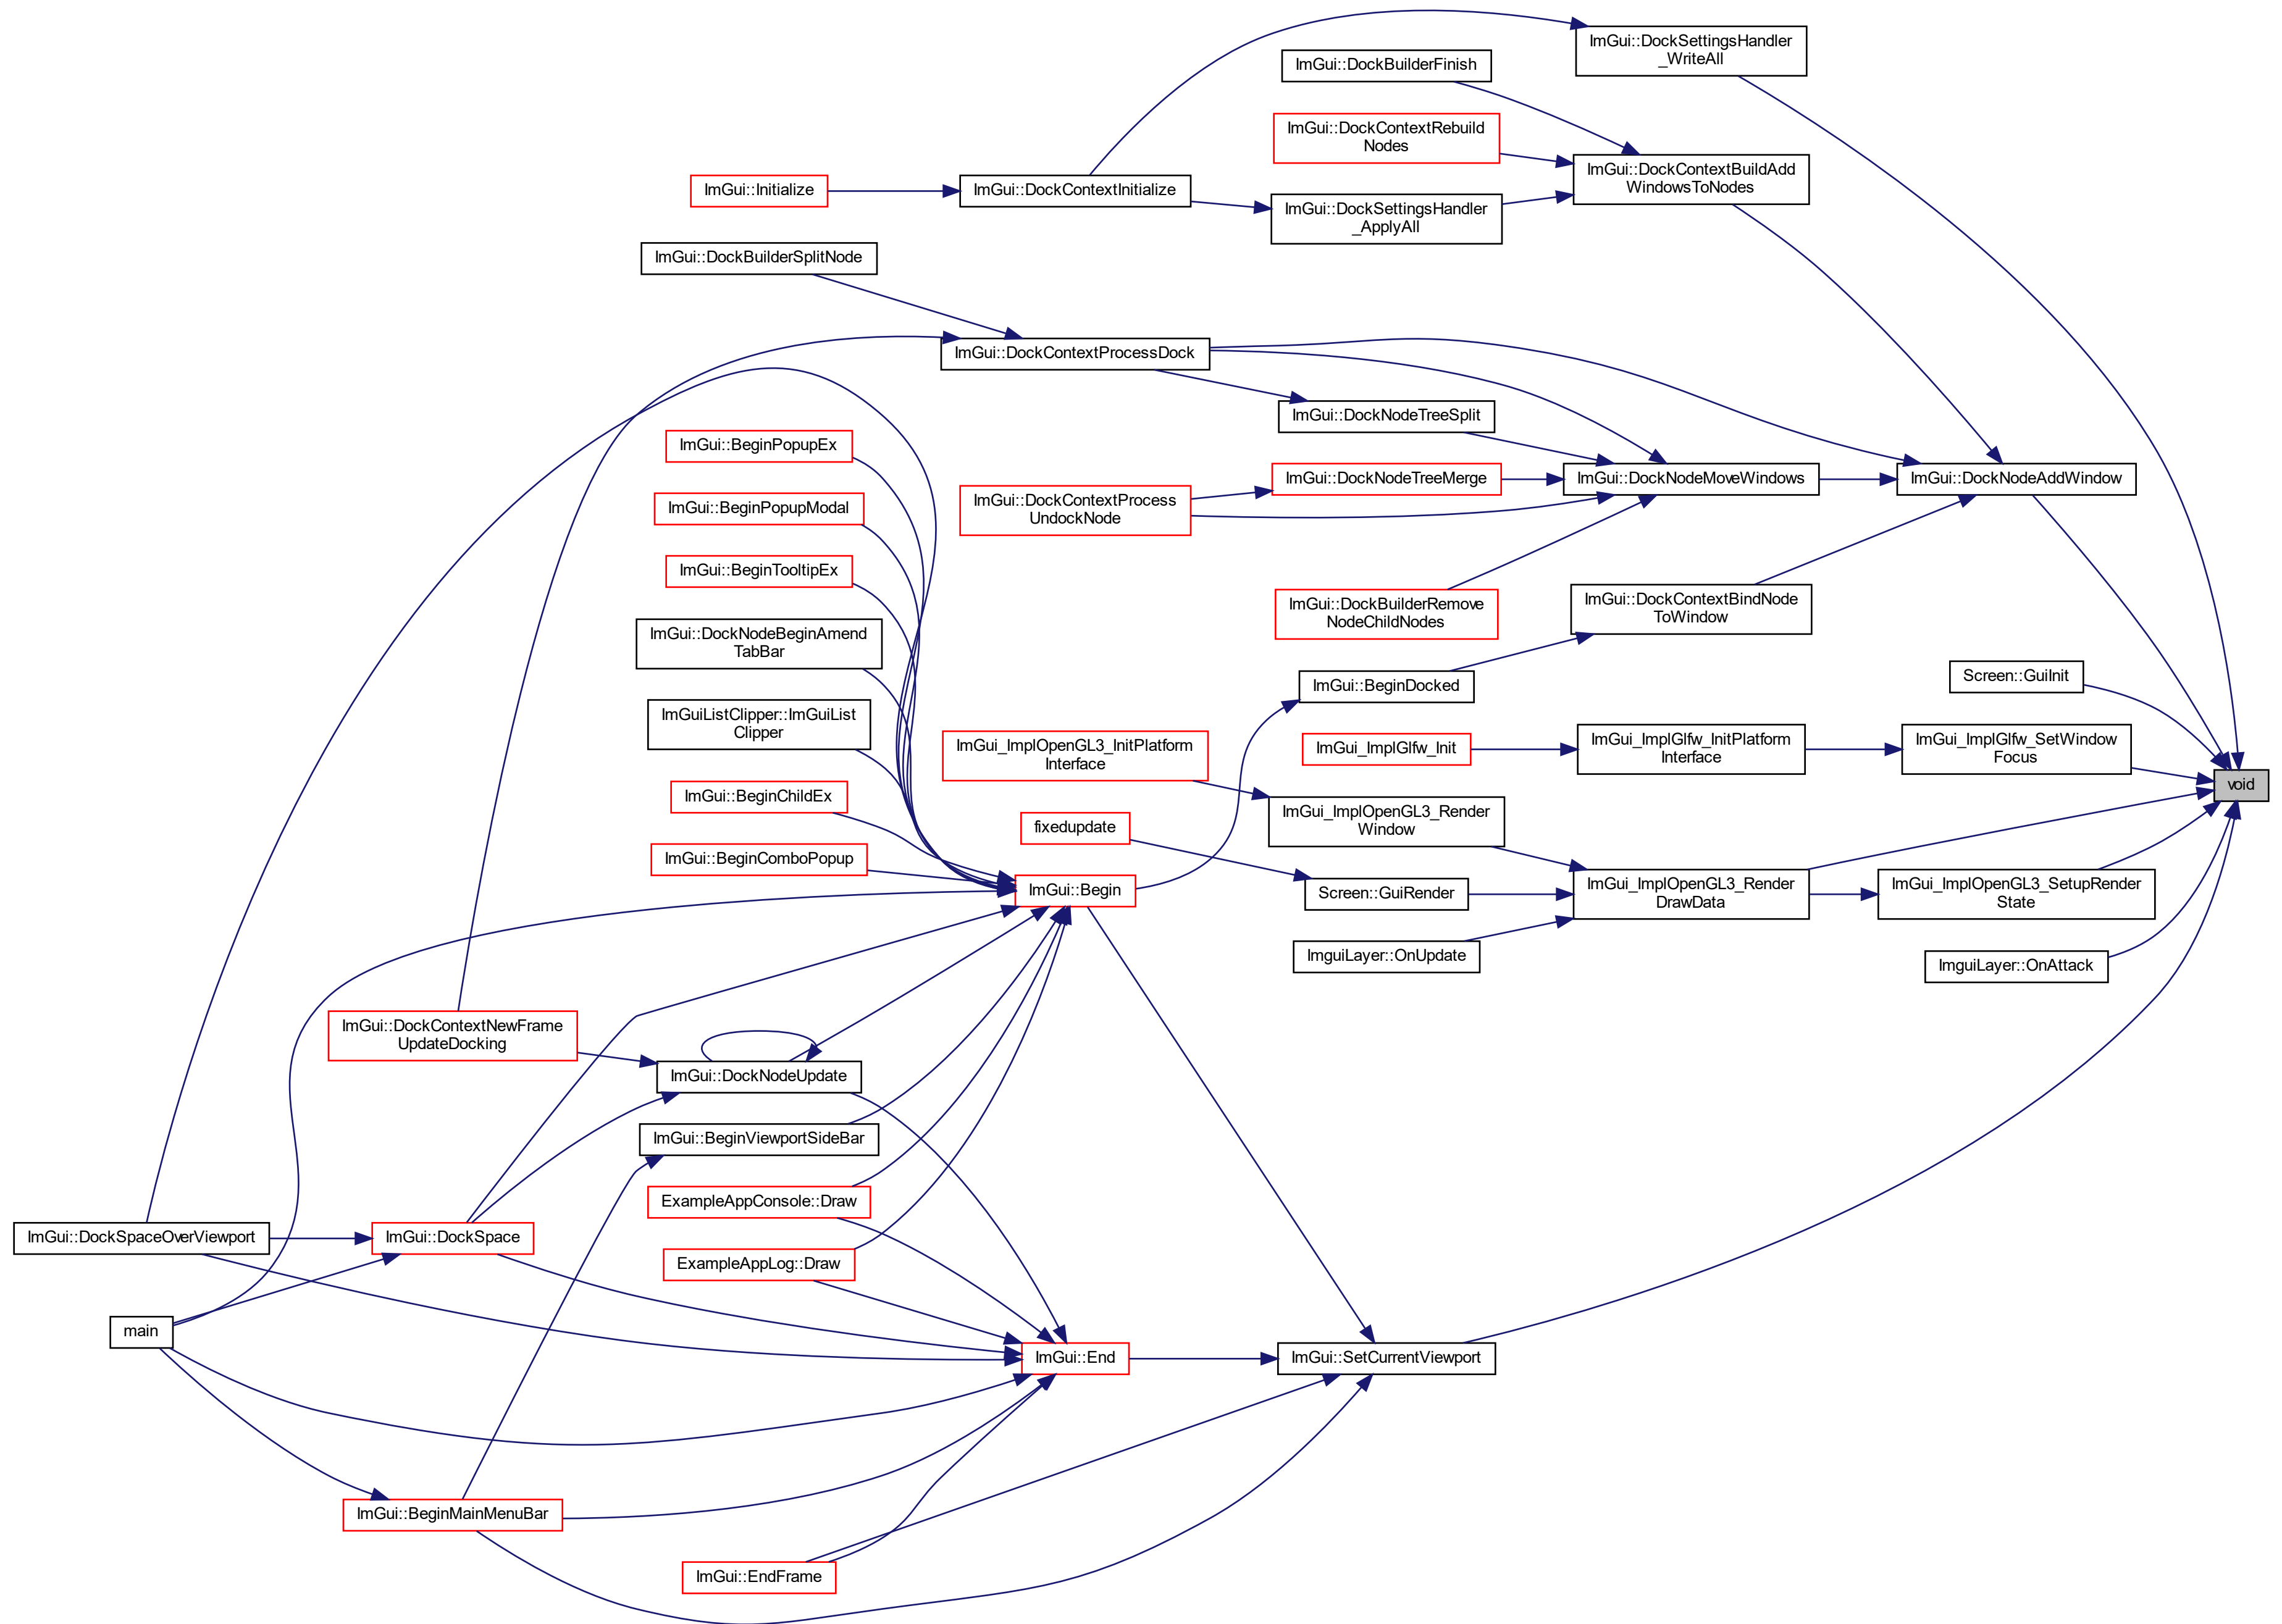 ImGui::DockSettingsHandler
_WriteAll
ImGui::DockBuilderFinish
ImGui::DockContextRebuild
Nodes
ImGui::DockContextBuildAdd
WindowsToNodes
ImGui::Initialize
ImGui::DockContextInitialize
ImGui::DockSettingsHandler
_ApplyAll
ImGui::DockBuilderSplitNode
ImGui::DockContextProcessDock
ImGui::DockNodeTreeSplit
ImGui::BeginPopupEx
ImGui::DockNodeTreeMerge
ImGui::DockNodeMoveWindows
ImGui::DockNodeAddWindow
ImGui::BeginPopupModal
ImGui::DockContextProcess
UndockNode
ImGui::BeginTooltipEx
ImGui::DockBuilderRemove
NodeChildNodes
ImGui::DockContextBindNode
ToWindow
ImGui::DockNodeBeginAmend
TabBar
ImGui::BeginDocked
Screen::GuiInit
ImGuiListClipper::ImGuiList
Clipper
ImGui_ImplOpenGL3_InitPlatform
Interface
ImGui_ImplGlfw_Init
ImGui_ImplGlfw_InitPlatform
Interface
ImGui_ImplGlfw_SetWindow
Focus
void
ImGui::BeginChildEx
fixedupdate
ImGui_ImplOpenGL3_Render
Window
ImGui::BeginComboPopup
ImGui::Begin
Screen::GuiRender
ImGui_ImplOpenGL3_Render
DrawData
ImGui_ImplOpenGL3_SetupRender
State
ImguiLayer::OnUpdate
ImguiLayer::OnAttack
ImGui::DockContextNewFrame
UpdateDocking
ImGui::DockNodeUpdate
ImGui::BeginViewportSideBar
ExampleAppConsole::Draw
ImGui::DockSpaceOverViewport
ImGui::DockSpace
ExampleAppLog::Draw
main
ImGui::End
ImGui::SetCurrentViewport
ImGui::BeginMainMenuBar
ImGui::EndFrame